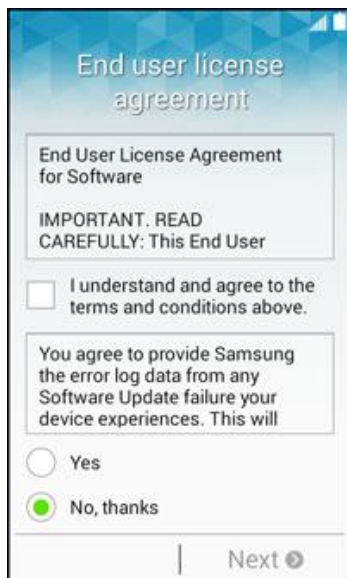 End user license
agreement
End User License Agreement
for Software
IMPORTANT. READ
CAREFULLY: This End User
I understand and agree to the
terms and conditions above.
You agree to provide Samsung
the error log data from any
Software Update failure your
device experiences. This will
Yes
No, thanks
Next